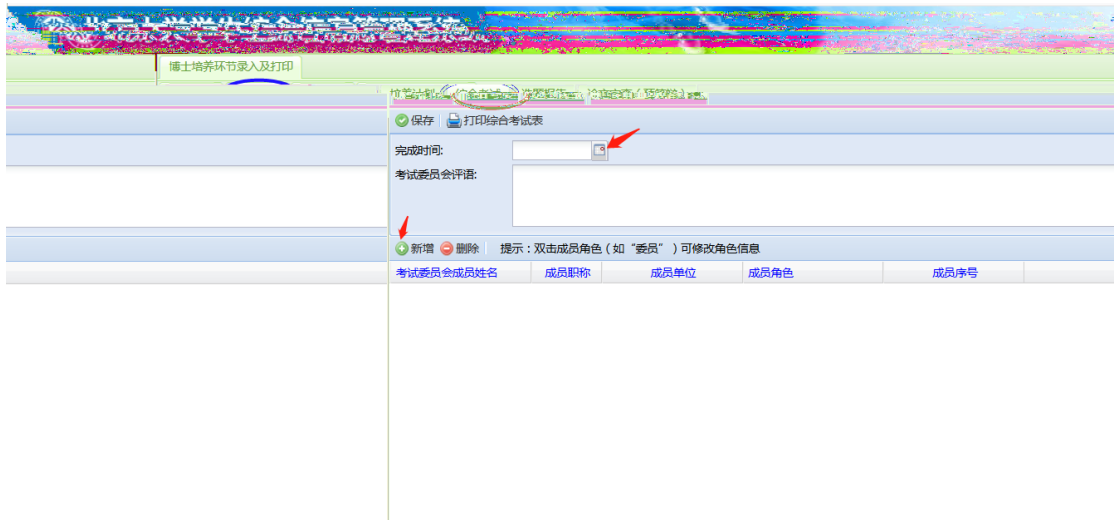 博士培养环节录入及打印
综合考试
保存 打印综合考试表
完成时间:
考试委员会评语:
新增 删除 提示：双击成员角色（如“委员”）可修改角色信息
考试委员会成员姓名 成员职称 成员单位 成员角色 成员序号